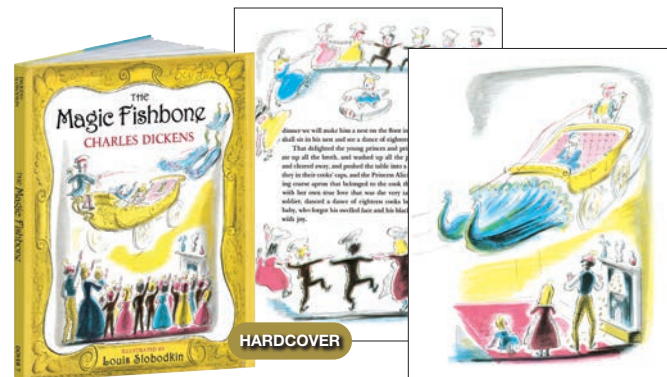 THE
Magic Fishbone
CHARLES DICKENS
ILLUSTRATED BY
Louis Slobodkin
THE Magic Fishbone
DOVER
HARDCOVER
dinner we will make him a nest on the floor in
shall sit in his nest and see a dance of eighteen
That delighted the young princes and pri
ate up all the broth, and washed up all the p
and cleared away, and pushed the table into a
they in their cooks' caps, and the Princess Alic
ing coarse apron that belonged to the cook th
with her own true love that was the very
soldier, danced a dance of eighteen cooks b
baby, who forgot his swelled face and his blac
with joy.